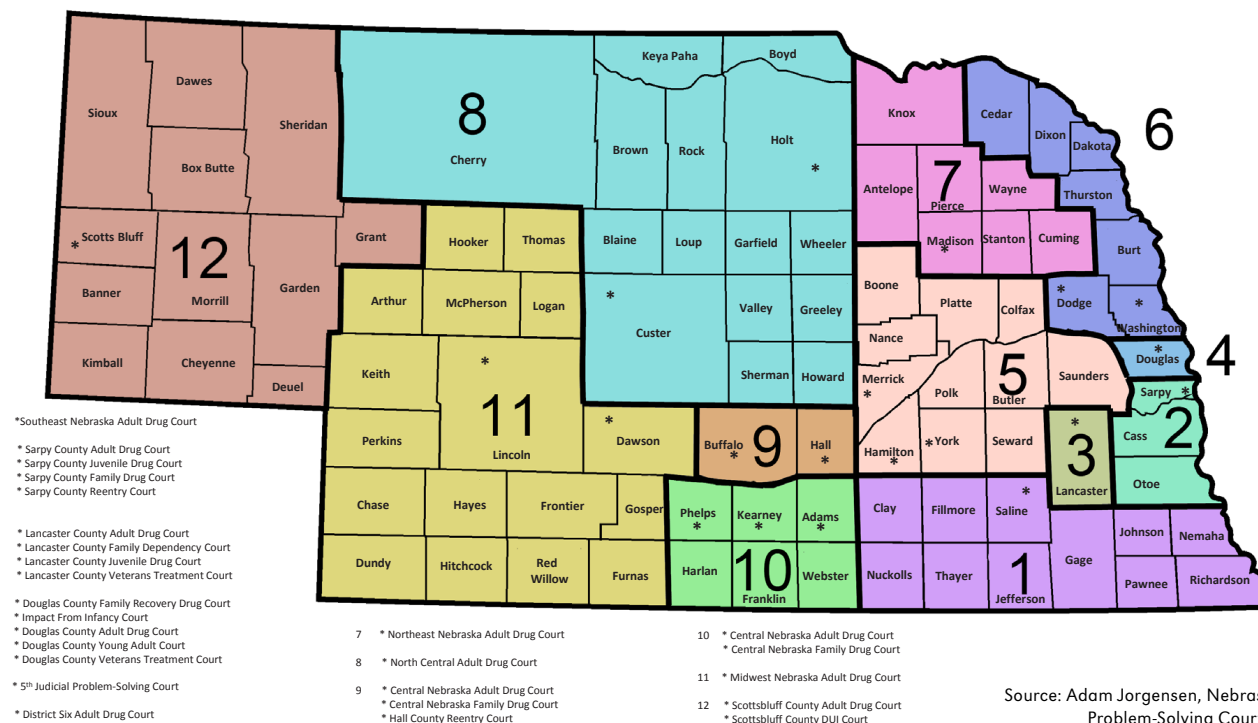 Keya Paha
Boyd
Dawes
Sioux
Sheridan
8
Knox
Cedar
6
Dixon
Dakota
Cherry
Brown
Rock
Holt
*
Box Butte
Antelope
7
Pierce
Wayne
Thurston
* Scotts Bluff
12
Morrill
Grant
Hooker
Thomas
Blaine
Loup
Garfield
Wheeler
Madison
*
Stanton
Cuming
Burt
Banner
Garden
Arthur
McPherson
Logan
*
Custer
Valley
Greeley
Boone
Platte
Colfax
*
Dodge
*
Washington
Kimball
Cheyenne
Deuel
Keith
*
Sherman
Howard
Nance
Merrick
*
Polk
5
Butler
Saunders
*
Douglas
4
Sarpy *
Perkins
11
Lincoln
*
Dawson
Buffalo
*
9
Hall
*
Hamilton
*
* York
Seward
*
3
Lancaster
Cass
2
Otoe
Chase
Hayes
Frontier
Gosper
Phelps
*
Kearney
*
Adams
*
Clay
Fillmore
*
Saline
Johnson
Nemaha
Dundy
Hitchcock
Red
Willow
Furnas
Harlan
10
Franklin
Webster
Nuckolls
Thayer
1
Jefferson
Gage
Pawnee
Richardson
*Southeast Nebraska Adult Drug Court
* Sarpy County Adult Drug Court
* Sarpy County Juvenile Drug Court
* Sarpy County Family Drug Court
* Sarpy County Reentry Court
* Lancaster County Adult Drug Court
* Lancaster County Family Dependency Court
* Lancaster County Juvenile Drug Court
* Lancaster County Veterans Treatment Court
* Douglas County Family Recovery Drug Court
* Impact From Infancy Court
* Douglas County Adult Drug Court
* Douglas County Young Adult Court
* Douglas County Veterans Treatment Court
* 5th Judicial Problem-Solving Court
* District Six Adult Drug Court
7 * Northeast Nebraska Adult Drug Court
8 * North Central Adult Drug Court
9 * Central Nebraska Adult Drug Court
* Central Nebraska Family Drug Court
* Hall County Reentry Court
10 * Central Nebraska Adult Drug Court
* Central Nebraska Family Drug Court
11 * Midwest Nebraska Adult Drug Court
12 * Scottsbluff County Adult Drug Court
* Scottsbluff County DUI Court
Source: Adam Jorgensen, Nebras
Problem-Solving Cour